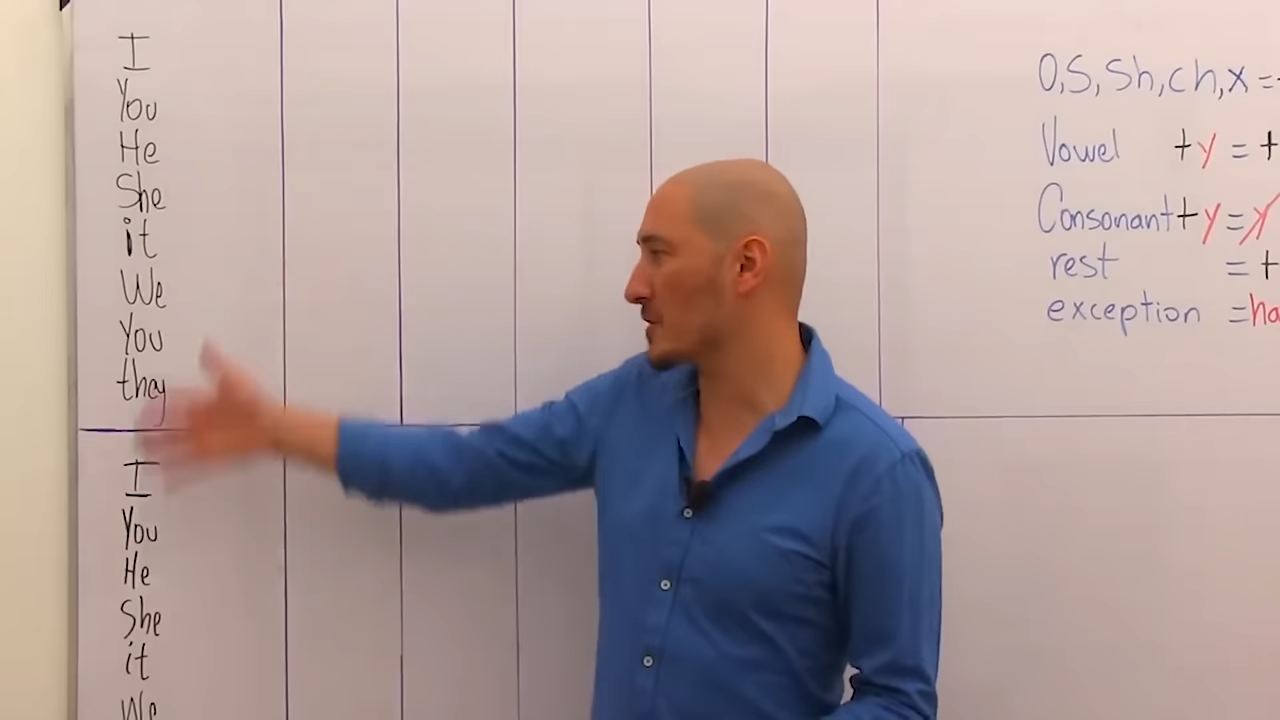 I
You
He
She
it
We
You
they
I
You
He
She
it
We
O,S,Sh,ch,x =
Vowel +y = +
Consonant+y=y
rest = +
exception =ha